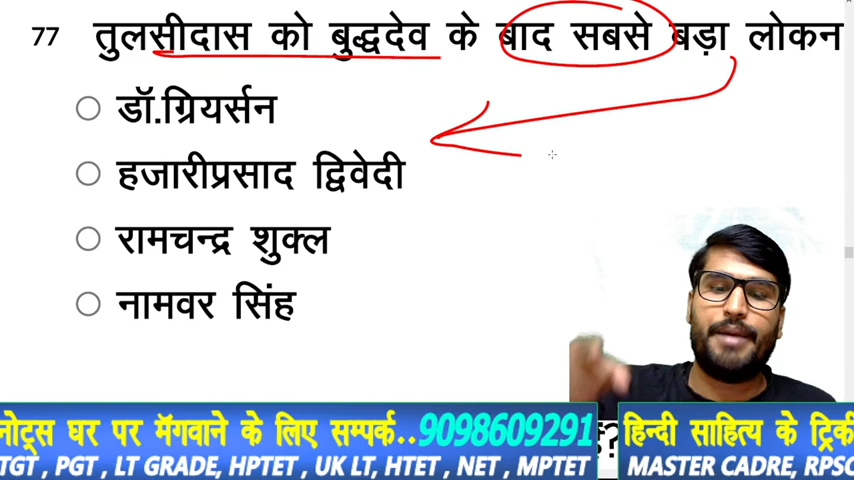 77 तुलसीदास को बुद्धदेव के बाद सबसे बड़ा लोकन
डॉ.ग्रियर्सन
हजारीप्रसाद द्विवेदी
रामचन्द्र शुक्ल
नामवर सिंह
है?
नोट्स घर पर मॅगवाने के लिए सम्पर्क..9098609291 हिन्दी साहित्य के ट्रिकी
TGT , PGT , LT GRADE, HPTET , UK LT, HTET , NET , MPTET MASTER CADRE, RPSC